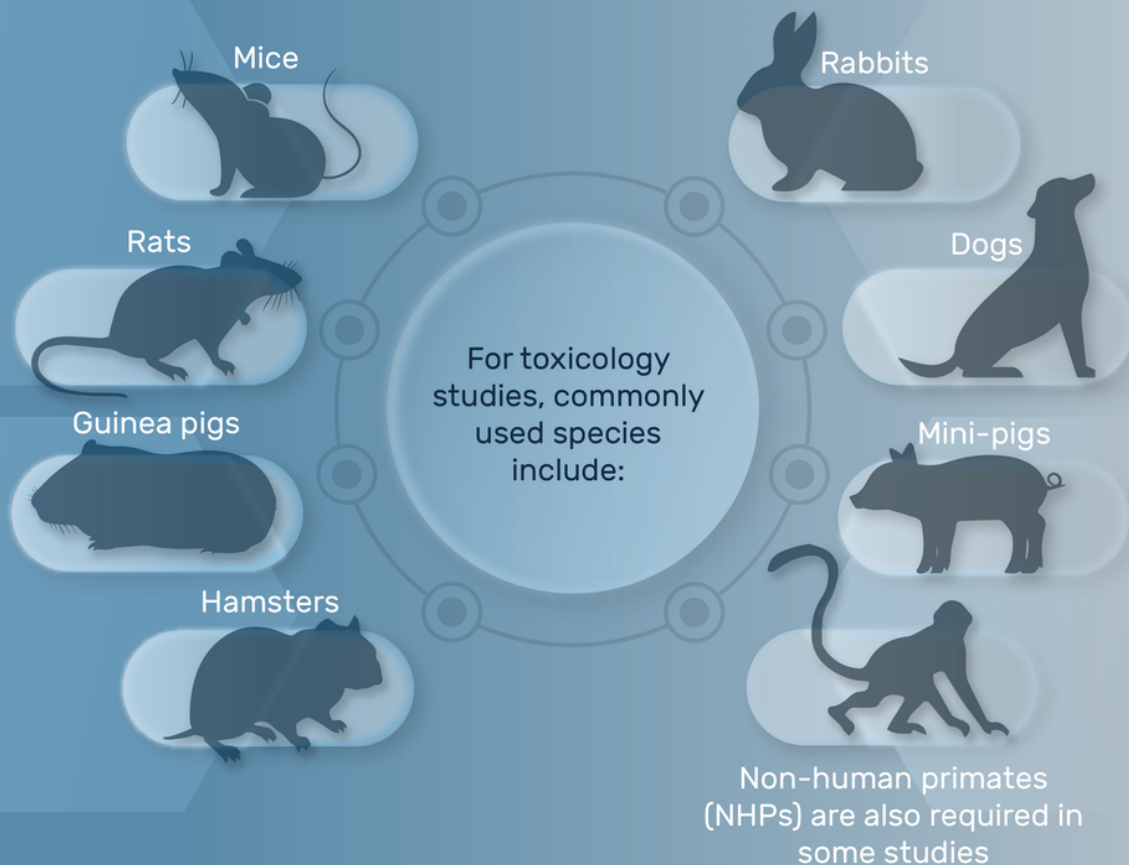 Mice
Rats
Guinea pigs
Hamsters
For toxicology
studies, commonly
used species
include:
Rabbits
Dogs
Mini-pigs
Non-human primates
(NHPs) are also required in
some studies